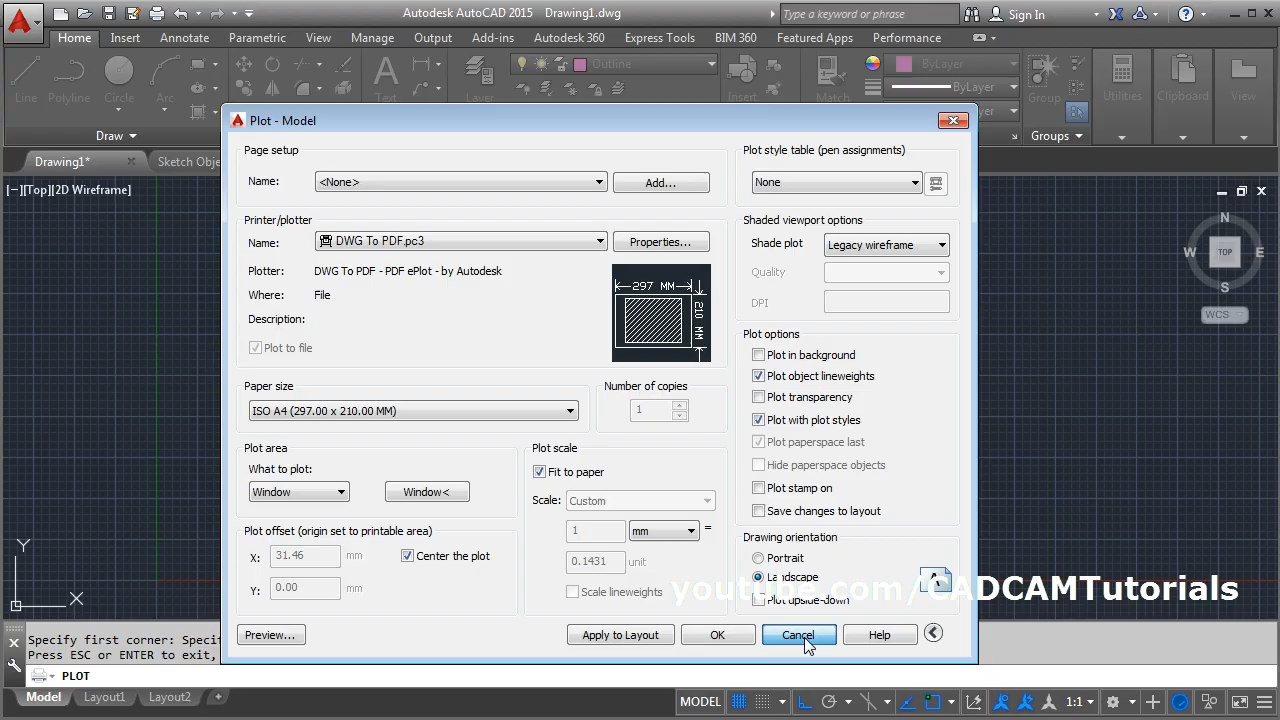 Autodesk AutoCAD 2015 Drawing1.dwg
Type a keyword or phrase
Sign In
Home Insert Annotate Parametric View Manage Output Add-ins Autodesk 360 Express Tools BIM 360 Featured Apps Performance
Outline
ByLayer
ByLayer
Line Polyline Circle Arc Text Layer Insert Match Group Utilities Clipboard View
Draw Groups
Drawing1* Sketch Obje
[−][Top][2D Wireframe]
N
W TOP E
S
WCS
Plot - Model
Page setup
Name: <None> Add...
Printer/plotter
Name: DWG To PDF.pc3 Properties...
Plotter: DWG To PDF - PDF ePlot - by Autodesk
Where: File
Description:
Plot to file
297 MM
210 MM
Paper size
ISO A4 (297.00 x 210.00 MM)
Number of copies
1
Plot area
What to plot:
Window Window<
Plot offset (origin set to printable area)
X: 31.46 mm Center the plot
Y: 0.00 mm
Plot scale
Fit to paper
Scale: Custom
1 mm =
0.1431 unit
Scale lineweights
Plot style table (pen assignments)
None
Shaded viewport options
Shade plot Legacy wireframe
Quality
DPI
Plot options
Plot in background
Plot object lineweights
Plot transparency
Plot with plot styles
Plot paperspace last
Hide paperspace objects
Plot stamp on
Save changes to layout
Drawing orientation
Portrait
Landscape
A
Plot upside-down
youtube.com/CADCAMTutorials
Preview... Apply to Layout OK Cancel Help
Y
X
Specify first corner: Speci
Press ESC or ENTER to exit,
PLOT
Model Layout1 Layout2 +
MODEL 1:1